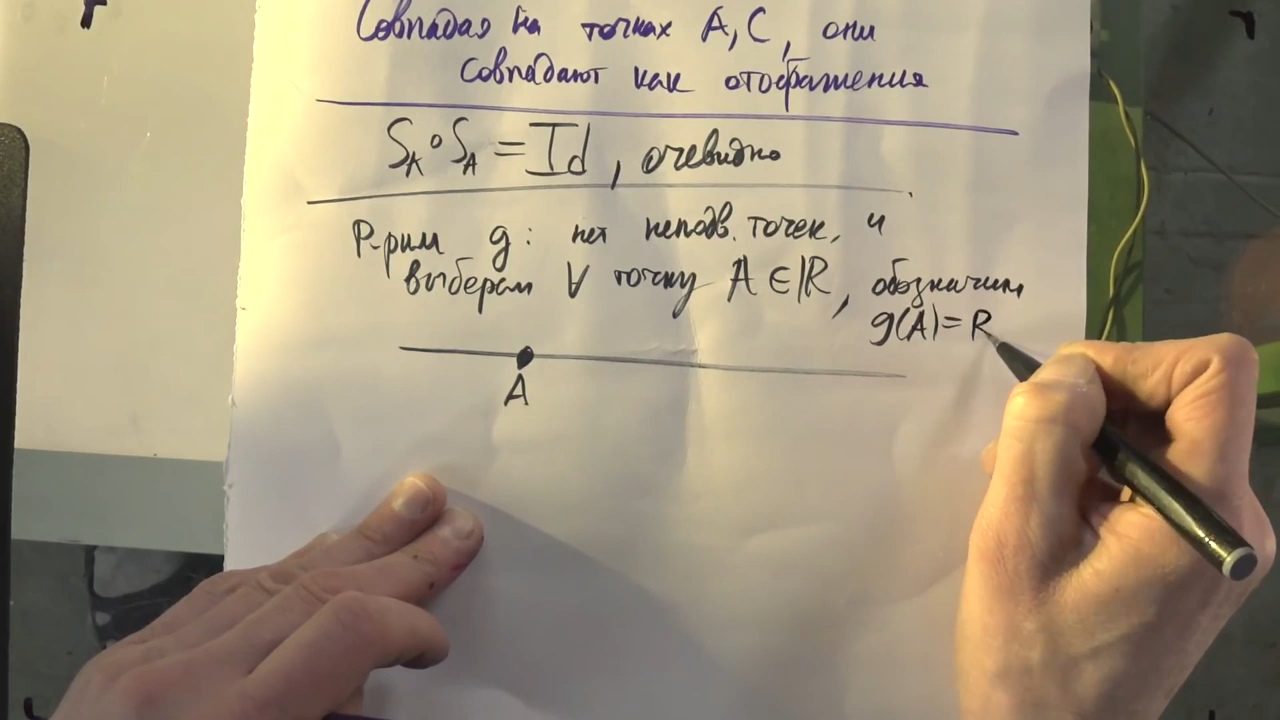 Совпадая на точках A, C, они
совпадают как отображения
S_A ∘ S_A = Id, очевидно
Р-рим g: нет неподв. точек, и
выберем ∀ точку A ∈ ℝ, обозначим
g(A) = R
A